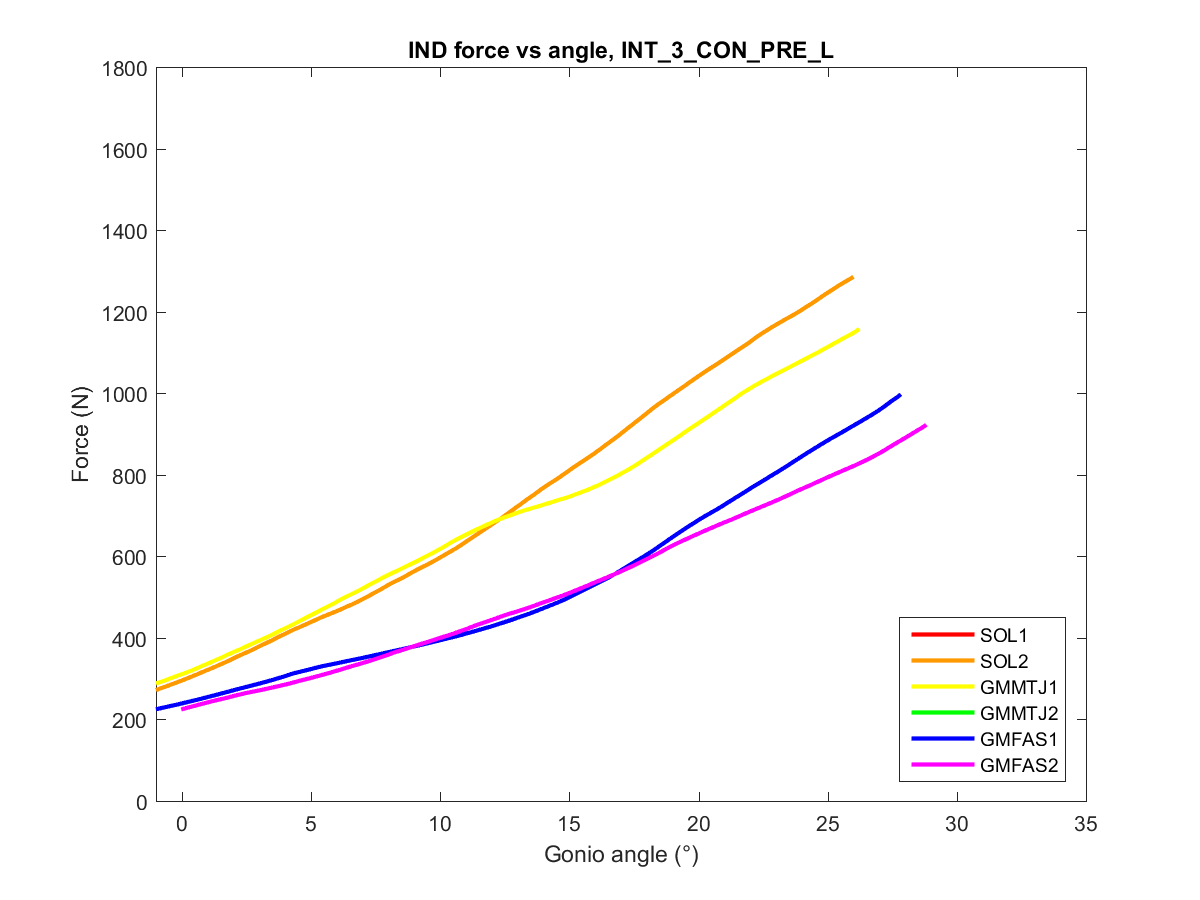 IND force vs angle, INT_3_CON_PRE_L
1800
1600
1400
1200
1000
800
600
400
200
0
Force (N)
0 5 10 15 20 25 30 35
Gonio angle (°)
SOL1
SOL2
GMMTJ1
GMMTJ2
GMFAS1
GMFAS2